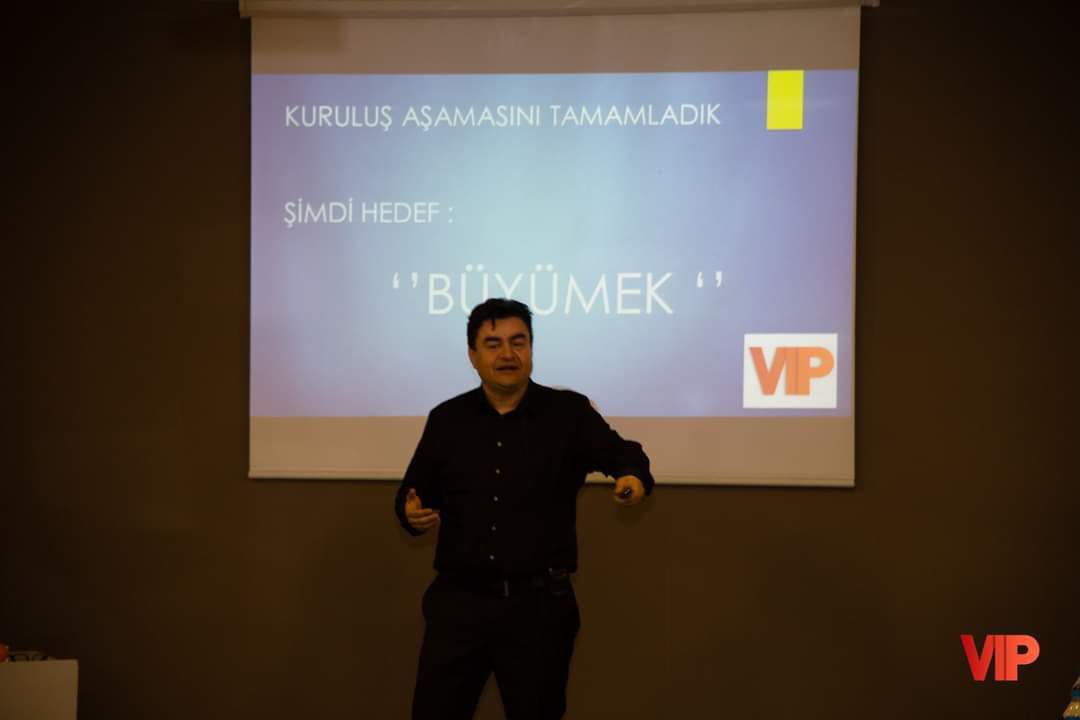 KURULUŞ AŞAMASINI TAMAMLADIK
ŞİMDİ HEDEF :
‘’BÜYÜMEK ‘’
VIP
VIP